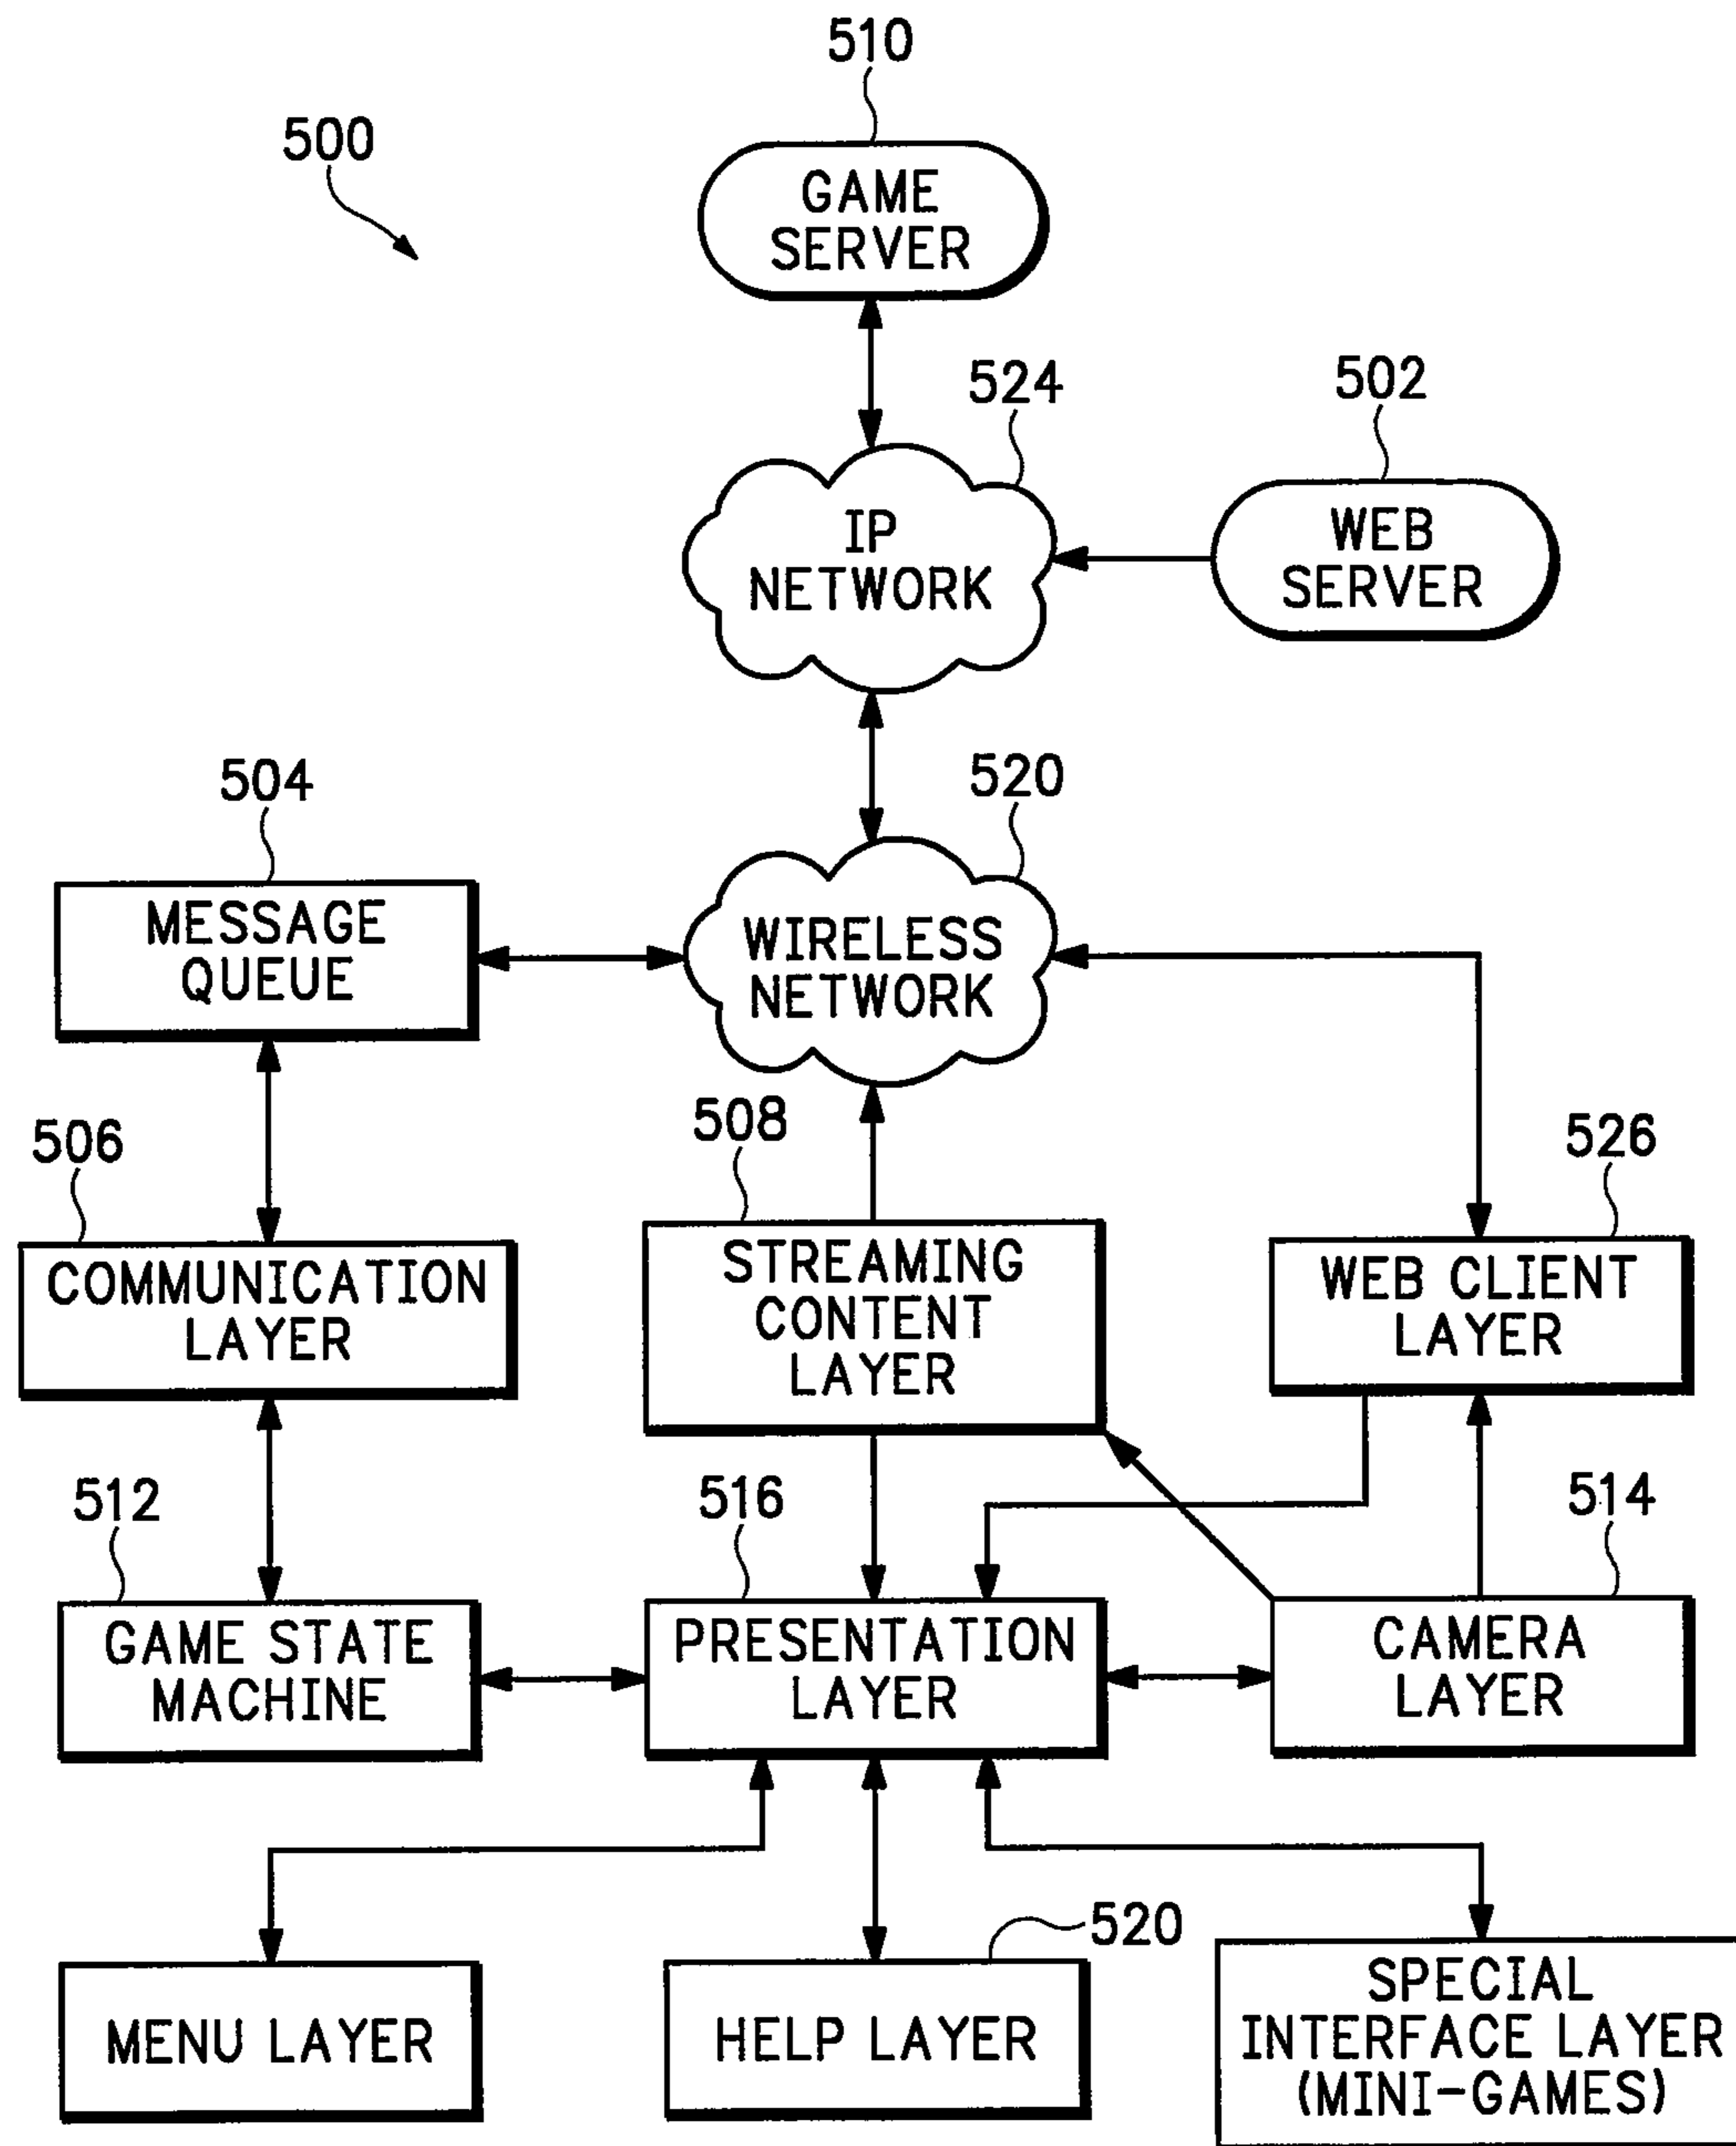 510
500
GAME
SERVER
524
502
IP
NETWORK
WEB
SERVER
504
520
MESSAGE
QUEUE
WIRELESS
NETWORK
506
508
526
COMMUNICATION
LAYER
STREAMING
CONTENT
LAYER
WEB CLIENT
LAYER
512
516
514
GAME STATE
MACHINE
PRESENTATION
LAYER
CAMERA
LAYER
520
MENU LAYER
HELP LAYER
SPECIAL
INTERFACE LAYER
(MINI-GAMES)